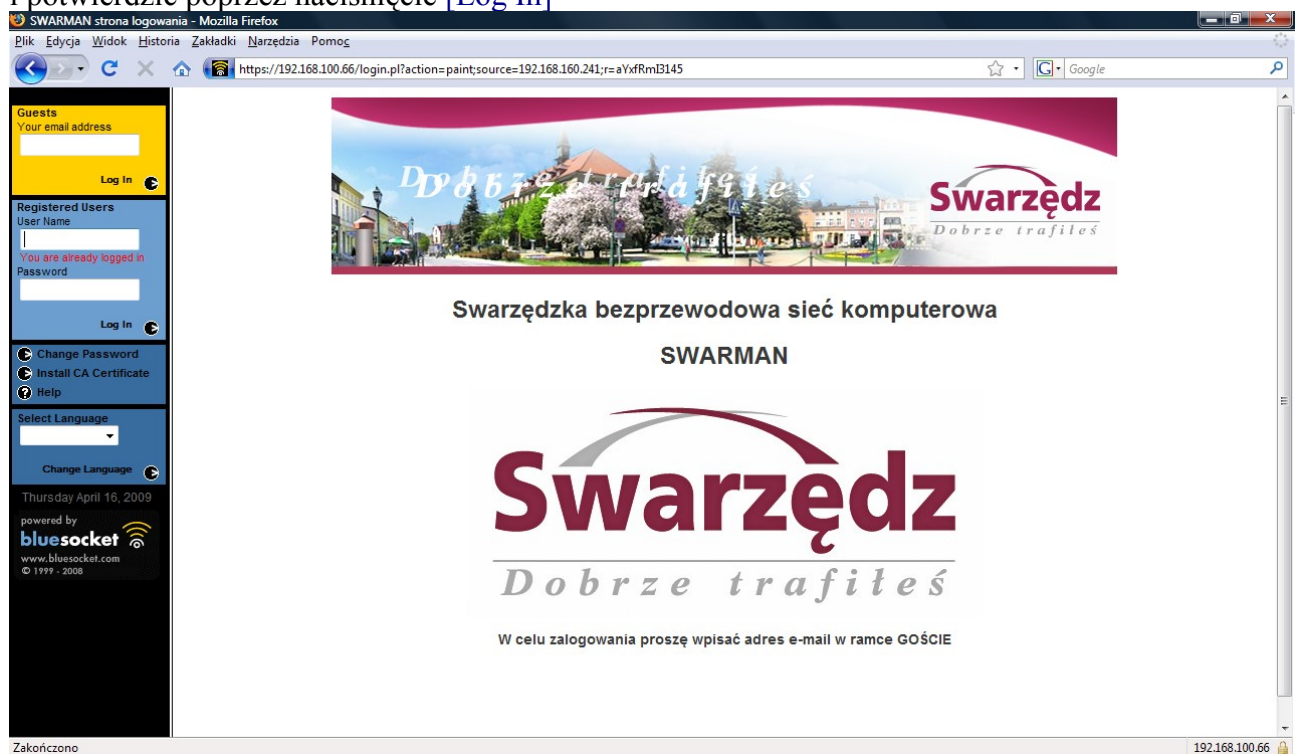 i potwierdzić poprzez naciśnięcie [Log In]
SWARMAN strona logowania - Mozilla Firefox
Plik Edycja Widok Historia Zakładki Narzędzia Pomoc
https://192.168.100.66/login.pl?action=paint;source=192.168.160.241;r=aYxfRmI3145
Google
Guests
Your email address
Log In
Registered Users
User Name
You are already logged in
Password
Log In
Change Password
Install CA Certificate
Help
Select Language
Change Language
Thursday April 16, 2009
powered by
bluesocket
www.bluesocket.com
© 1999 - 2008
Dobrze trafiłeś
Swarzędz
Dobrze trafiłeś
Swarzędzka bezprzewodowa sieć komputerowa
SWARMAN
Swarzędz
Dobrze trafiłeś
W celu zalogowania proszę wpisać adres e-mail w ramce GOŚCIE
Zakończono
192.168.100.66